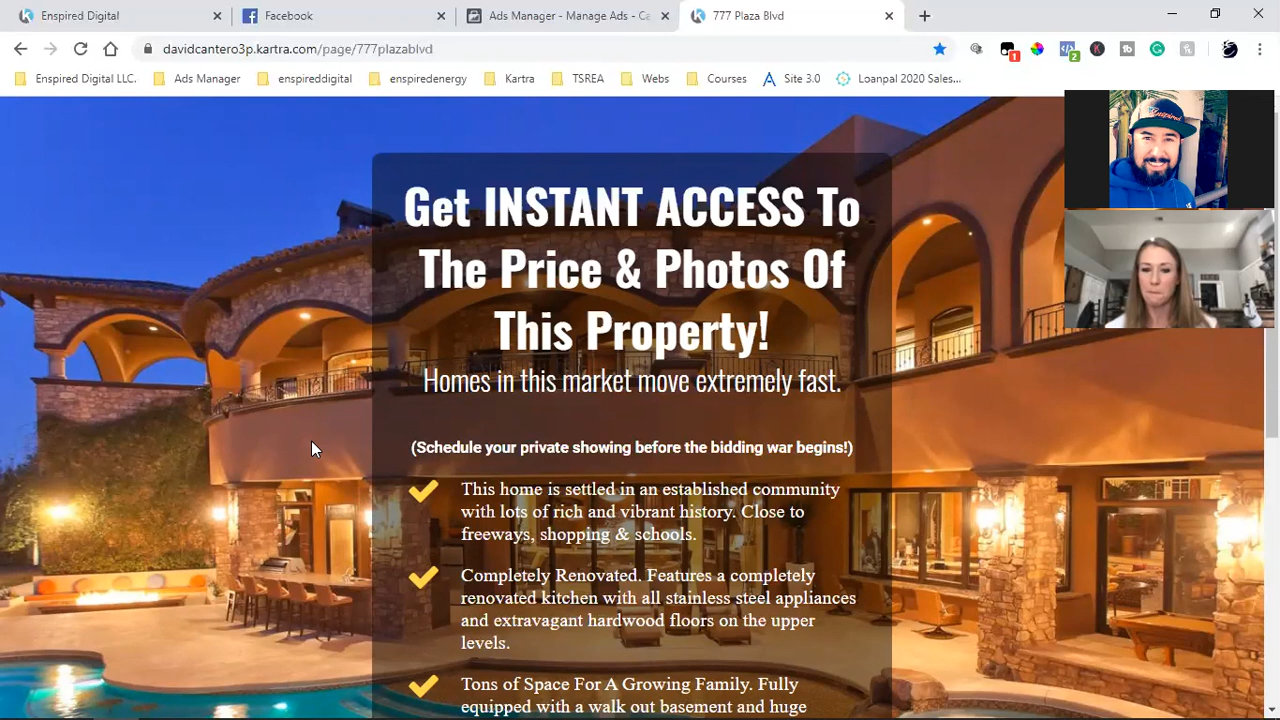 Enspired Digital
Facebook
Ads Manager - Manage Ads - Ca
777 Plaza Blvd
davidcantero3p.kartra.com/page/777plazablvd
1
2
Enspired Digital LLC.
Ads Manager
enspireddigital
enspiredenergy
Kartra
TSREA
Webs
Courses
Site 3.0
Loanpal 2020 Sales...
Get INSTANT ACCESS To
The Price & Photos Of
This Property!
Homes in this market move extremely fast.
(Schedule your private showing before the bidding war begins!)
This home is settled in an established community
with lots of rich and vibrant history. Close to
freeways, shopping & schools.
Completely Renovated. Features a completely
renovated kitchen with all stainless steel appliances
and extravagant hardwood floors on the upper
levels.
Tons of Space For A Growing Family. Fully
equipped with a walk out basement and huge